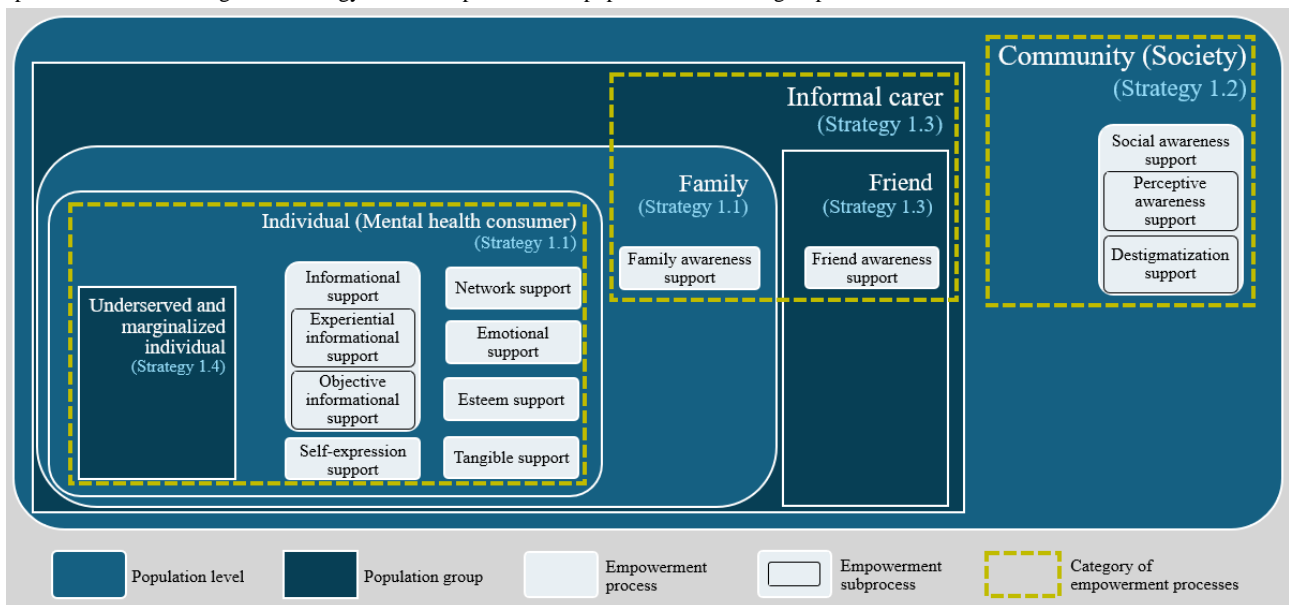 Community (Society)
(Strategy 1.2)
Social awareness
support
Perceptive
awareness
support
Destigmatization
support
Informal carer
(Strategy 1.3)
Family
(Strategy 1.1)
Family awareness
support
Friend
(Strategy 1.3)
Friend awareness
support
Individual (Mental health consumer)
(Strategy 1.1)
Underserved and
marginalized
individual
(Strategy 1.4)
Informational
support
Experiential
informational
support
Objective
informational
support
Self-expression
support
Network support
Emotional
support
Esteem support
Tangible support
Population level
Population group
Empowerment
process
Empowerment
subprocess
Category of
empowerment processes